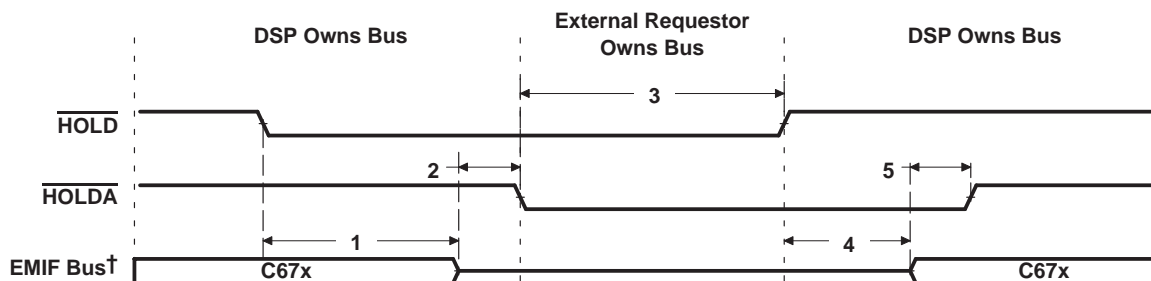 External Requestor
DSP Owns Bus
Owns Bus
DSP Owns Bus
3
HOLD
2
5
HOLDA
1
4
EMIF Bus†
C67x
C67x